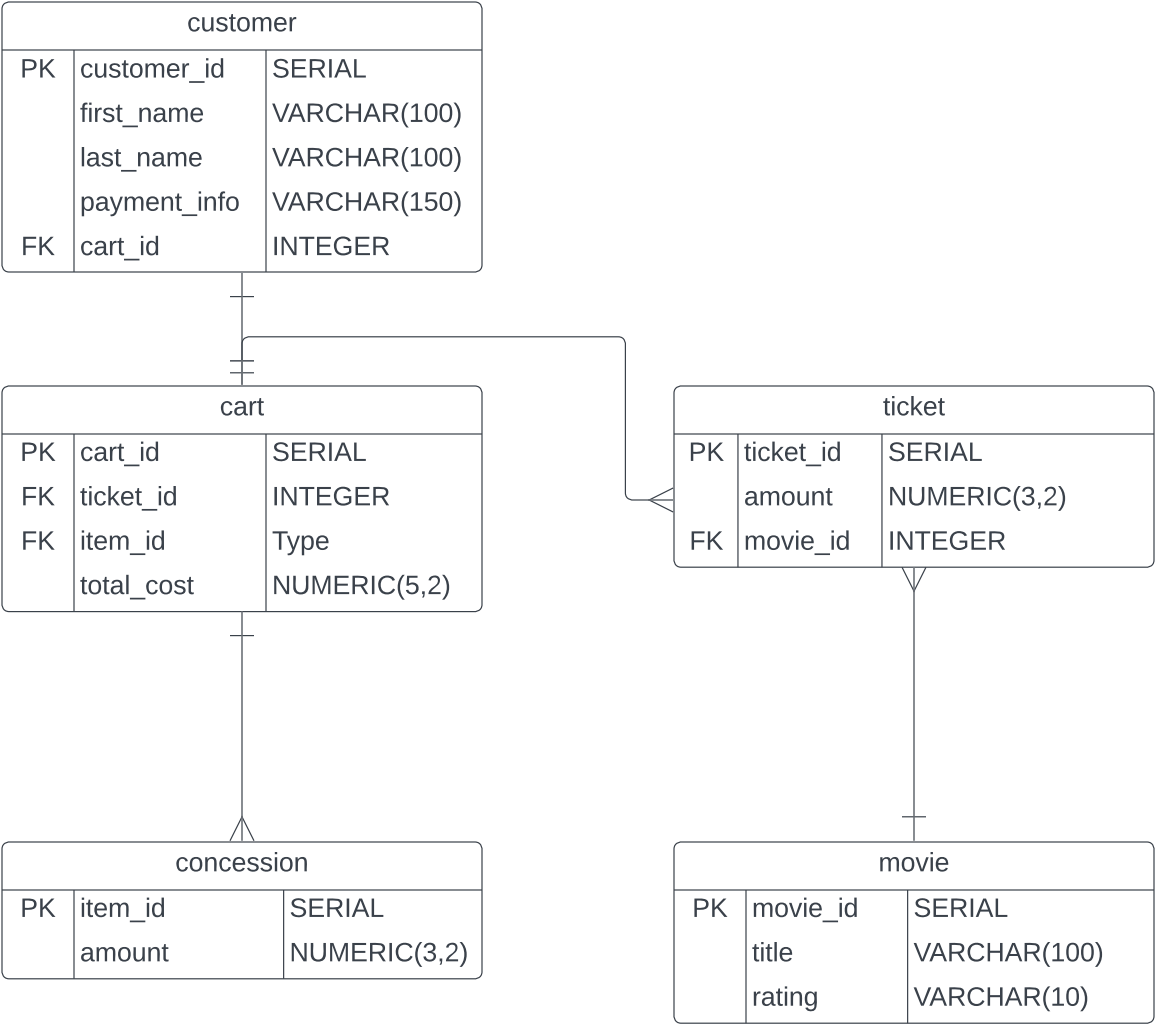 customer
PK customer_id SERIAL
first_name VARCHAR(100)
last_name VARCHAR(100)
payment_info VARCHAR(150)
FK cart_id INTEGER
cart
PK cart_id SERIAL
FK ticket_id INTEGER
FK item_id Type
total_cost NUMERIC(5,2)
ticket
PK ticket_id SERIAL
amount NUMERIC(3,2)
FK movie_id INTEGER
concession
PK item_id SERIAL
amount NUMERIC(3,2)
movie
PK movie_id SERIAL
title VARCHAR(100)
rating VARCHAR(10)